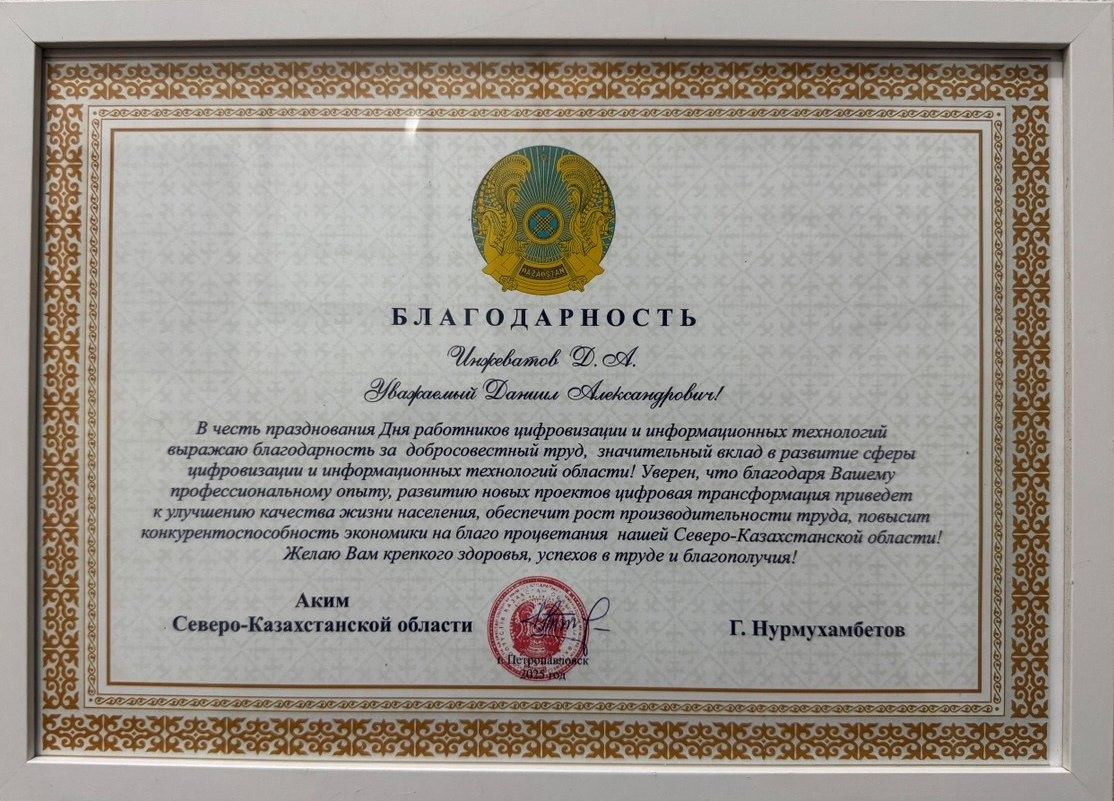 QAZAQSTAN
БЛАГОДАРНОСТЬ
Инжеватов Д. А.
Уважаемый Даниил Александрович!
В честь празднования Дня работников цифровизации и информационных технологий
выражаю благодарность за добросовестный труд, значительный вклад в развитие сферы
цифровизации и информационных технологий области! Уверен, что благодаря Вашему
профессиональному опыту, развитию новых проектов цифровая трансформация приведет
к улучшению качества жизни населения, обеспечит рост производительности труда, повысит
конкурентоспособность экономики на благо процветания нашей Северо-Казахстанской области!
Желаю Вам крепкого здоровья, успехов в труде и благополучия!
Аким
Северо-Казахстанской области
Г. Нурмухамбетов
г. Петропавловск
2025 год